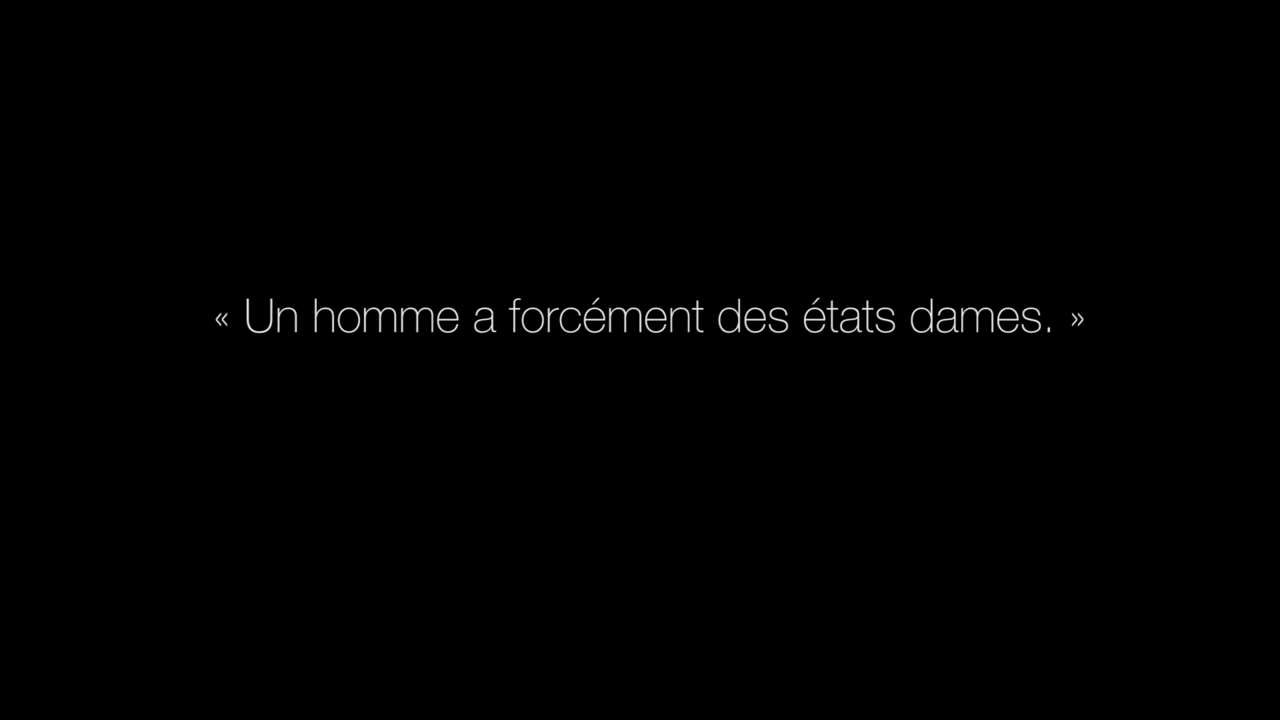 « Un homme a forcément des états dames. »